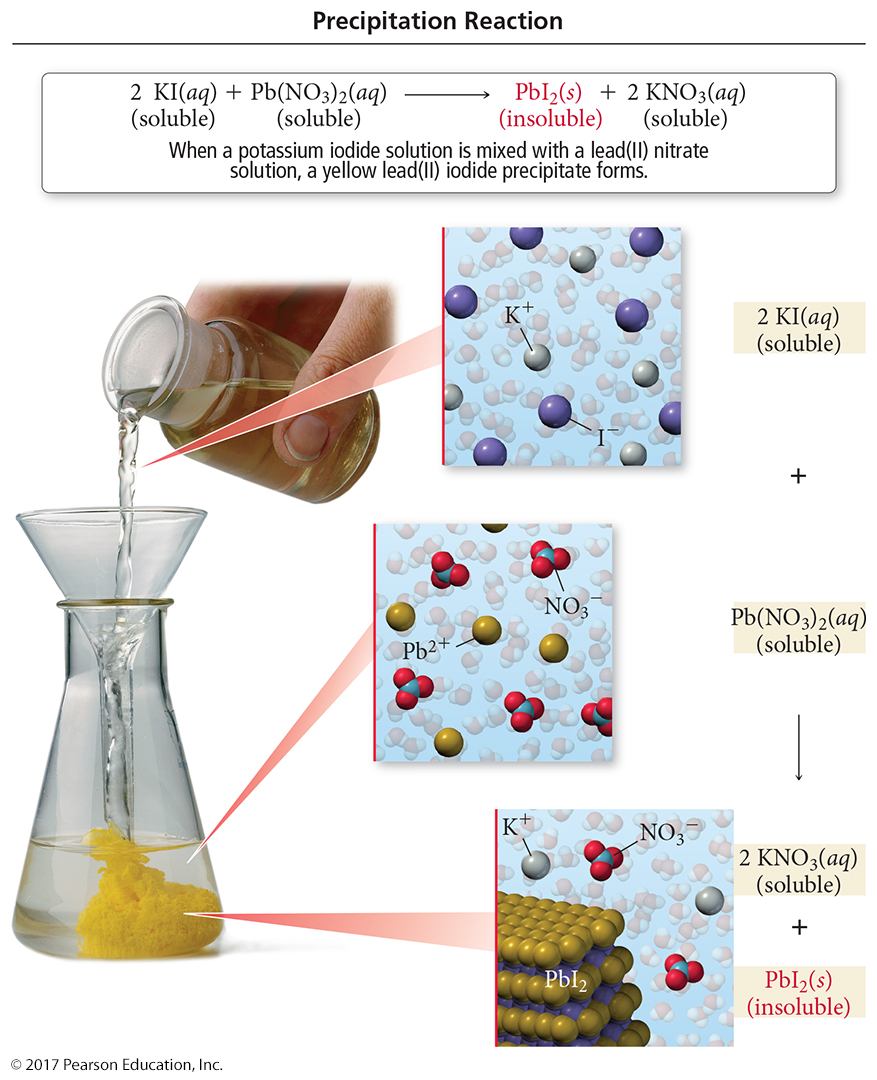 Precipitation Reaction
2 KI(aq) + Pb(NO₃)₂(aq) ⟶ PbI₂(s) + 2 KNO₃(aq)
(soluble) (soluble) (insoluble) (soluble)
When a potassium iodide solution is mixed with a lead(II) nitrate
solution, a yellow lead(II) iodide precipitate forms.
K⁺
I⁻
2 KI(aq)
(soluble)
+
NO₃⁻
Pb²⁺
Pb(NO₃)₂(aq)
(soluble)
K⁺
NO₃⁻
PbI₂
2 KNO₃(aq)
(soluble)
+
PbI₂(s)
(insoluble)
© 2017 Pearson Education, Inc.